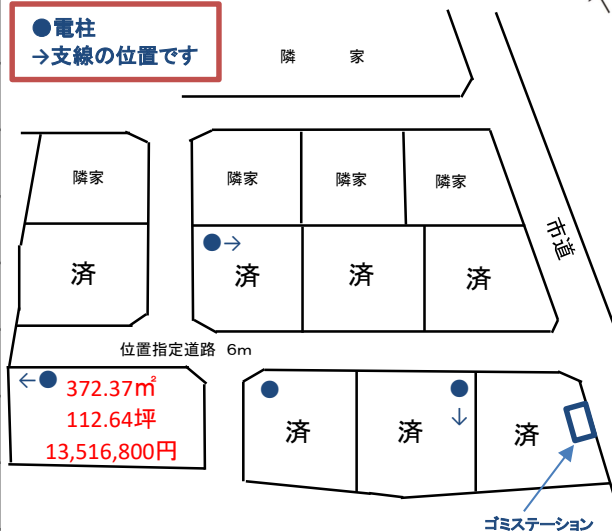 ●電柱
→支線の位置です
隣 家
隣家
隣家
隣家
隣家
市道
済
●→
済
済
済
位置指定道路 6m
←●
372.37㎡
112.64坪
13,516,800円
済
済
済
ゴミステーション